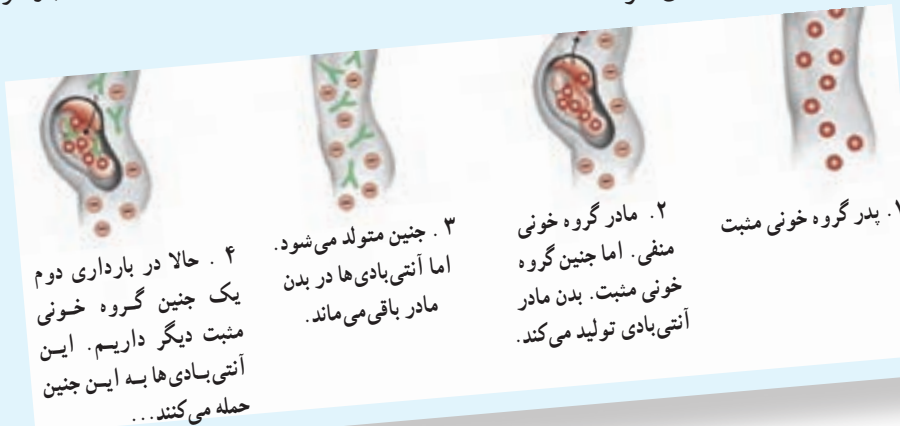 ۱. پدر گروه خونی مثبت
۲. مادر گروه خونی
منفی. اما جنین گروه
خونی مثبت. بدن مادر
آنتی‌بادی تولید می‌کند.
۳. جنین متولد می‌شود.
اما آنتی‌بادی‌ها در بدن
مادر باقی‌می‌ماند.
۴. حالا در بارداری دوم
یک جنین گروه خونی
مثبت دیگر داریم. این
آنتی‌بادی‌ها به این جنین
حمله می‌کنند...